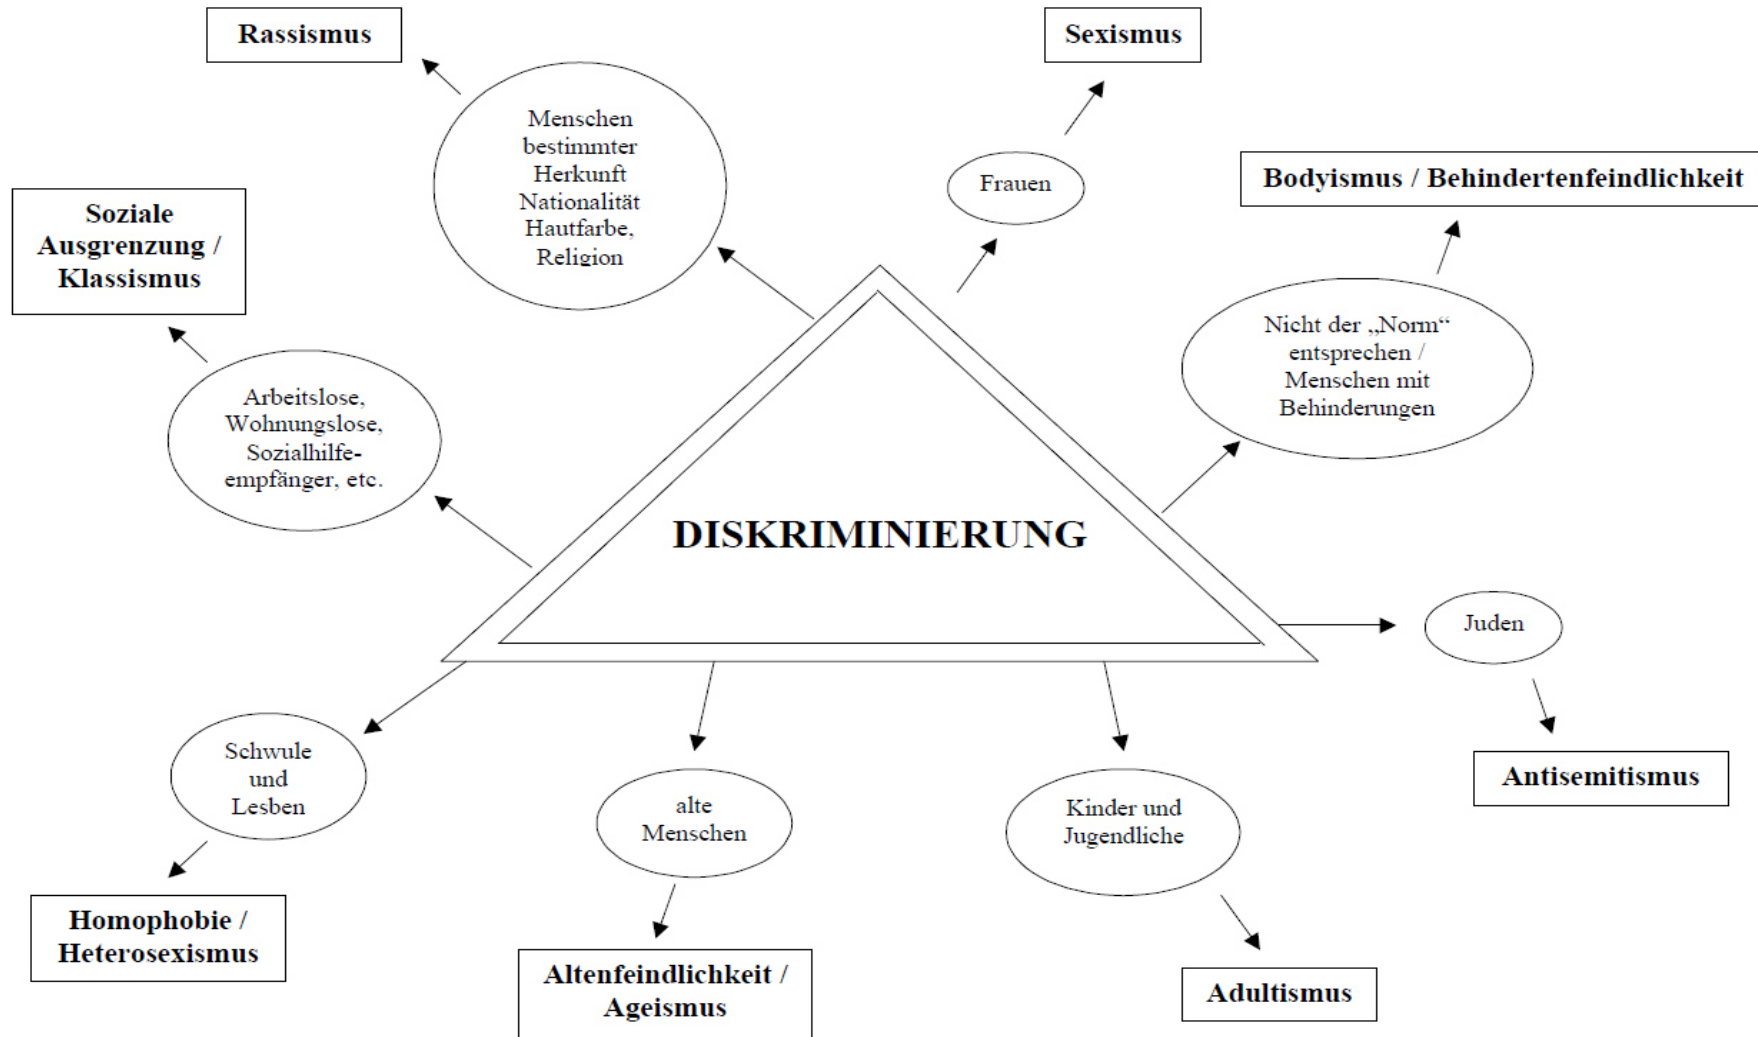 Rassismus
Menschen
bestimmter
Herkunft
Nationalität
Hautfarbe,
Religion
Sexismus
Frauen
Bodyismus / Behindertenfeindlichkeit
Nicht der „Norm“
entsprechen /
Menschen mit
Behinderungen
Soziale
Ausgrenzung /
Klassismus
Arbeitslose,
Wohnungslose,
Sozialhilfe-
empfänger, etc.
DISKRIMINIERUNG
Juden
Antisemitismus
Schwule
und
Lesben
Homophobie /
Heterosexismus
alte
Menschen
Altenfeindlichkeit /
Ageismus
Kinder und
Jugendliche
Adultismus